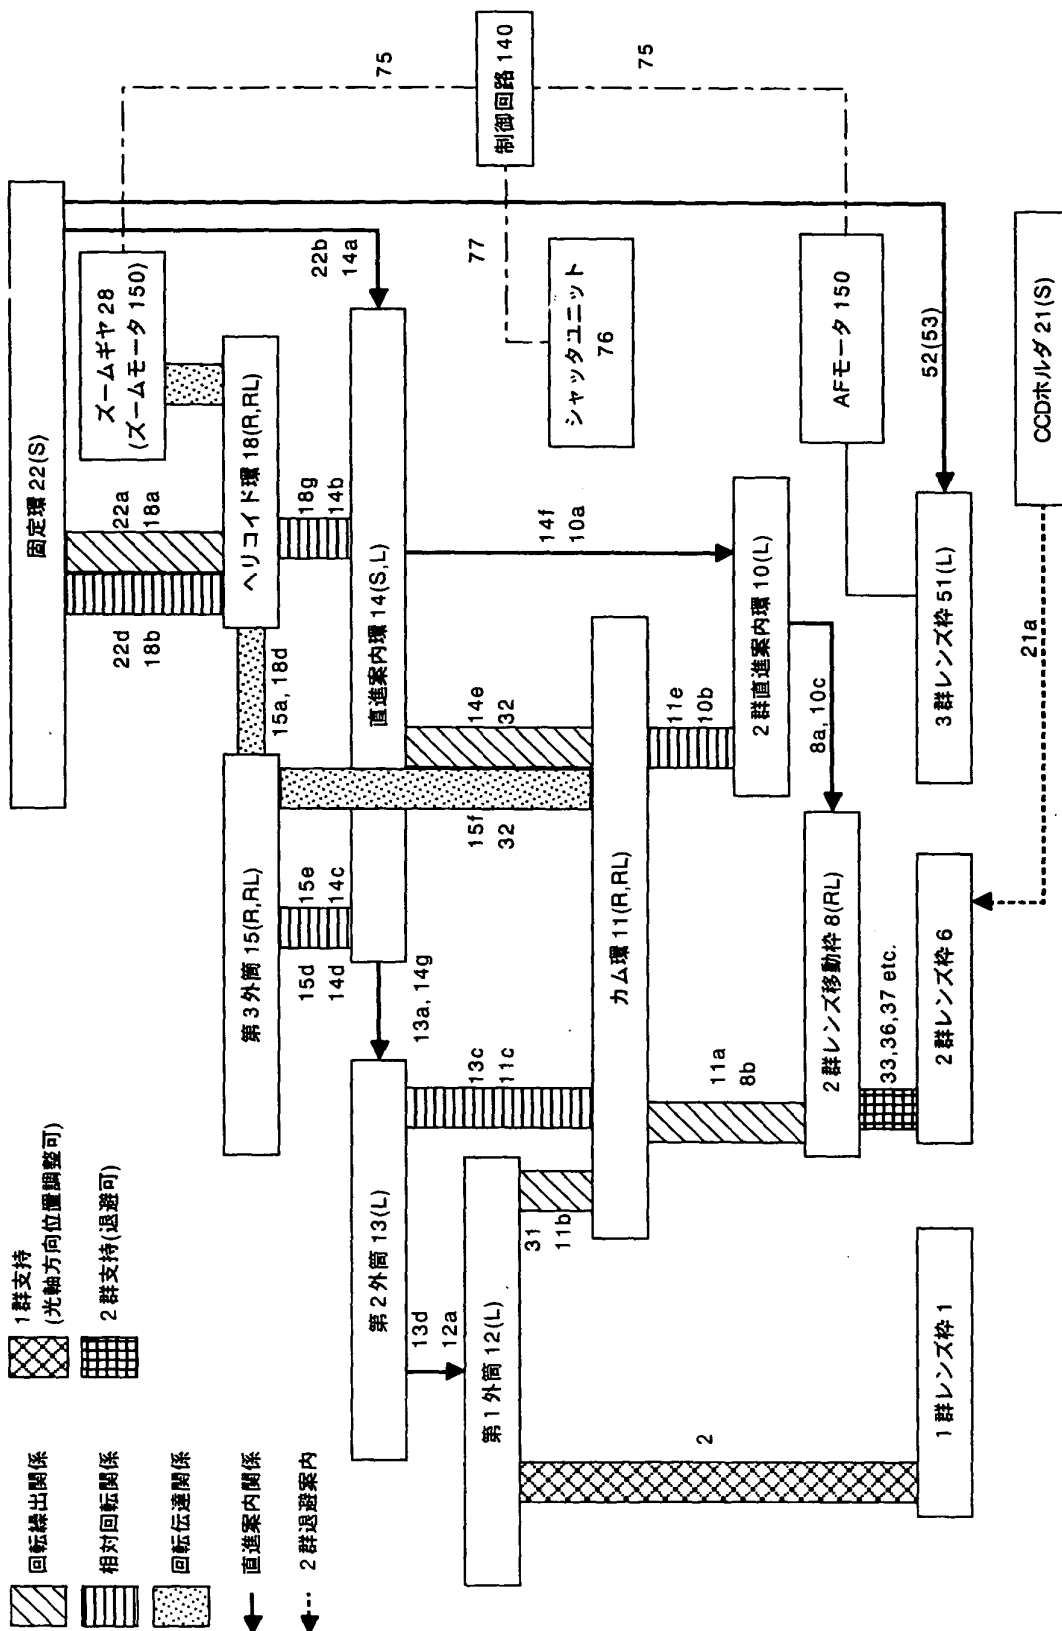 回転繰出関係
相対回転関係
回転伝達関係
直進案内関係
2群退避案内
1群支持
(光軸方向位置調整可)
2群支持(退避可)
固定環 22(S)
22a
18a
22d
18b
ズームギヤ 28
(ズームモータ 150)
75
制御回路 140
75
77
22b
14a
ヘリコイド環 18(R,RL)
18g
14b
15a, 18d
第3外筒 15(R,RL)
15e
14c
15d
14d
直進案内環 14(S,L)
13a, 14g
14e
32
15f
32
14f
10a
シャッタユニット
76
第2外筒 13(L)
13c
11c
13d
12a
第1外筒 12(L)
31
11b
カム環 11(R,RL)
11e
10b
11a
8b
2群直進案内環 10(L)
8a, 10c
2群レンズ移動枠 8(RL)
33,36,37 etc.
AFモータ 150
52(53)
2
1群レンズ枠 1
2群レンズ枠 6
3群レンズ枠 51(L)
21a
CCDホルダ 21(S)